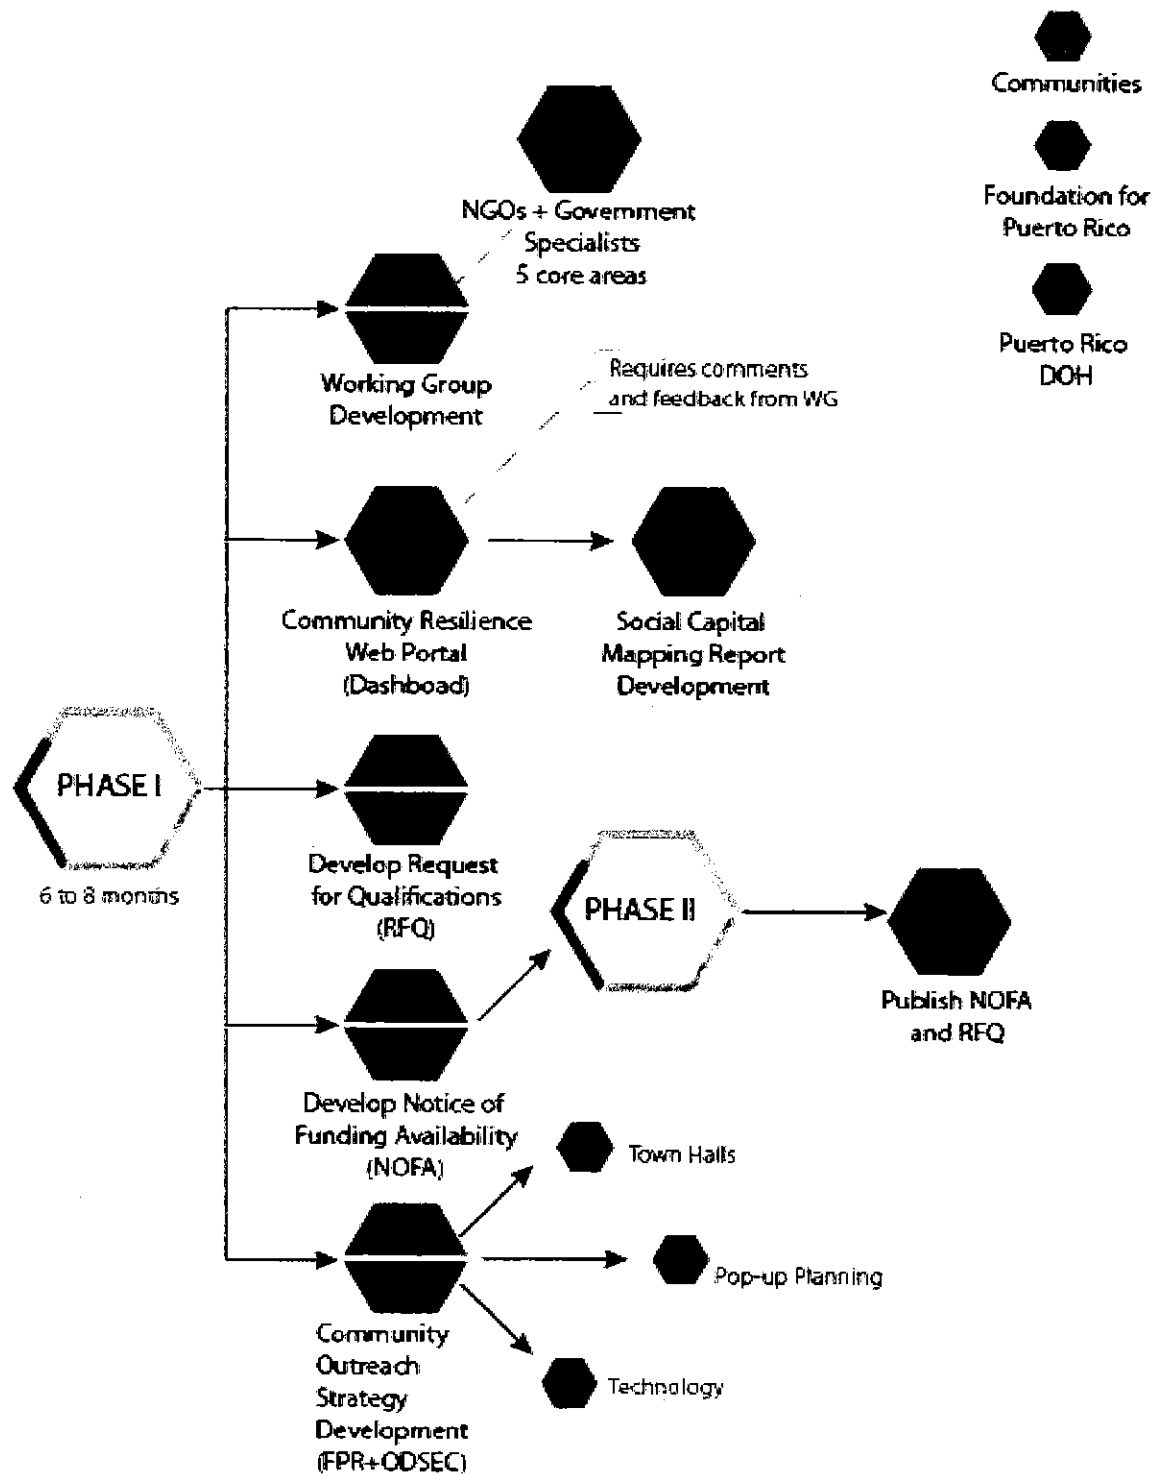 Communities
Foundation for
Puerto Rico
Puerto Rico
DOH
NGOs + Government
Specialists
5 core areas
Working Group
Development
Requires comments
and feedback from WG
Community Resilience
Web Portal
(Dashboad)
Social Capital
Mapping Report
Development
PHASE I
6 to 8 months
Develop Request
for Qualifications
(RFQ)
PHASE II
Publish NOFA
and RFQ
Develop Notice of
Funding Availability
(NOFA)
Town Halls
Pop-up Planning
Technology
Community
Outreach
Strategy
Development
(FPR+ODSEC)